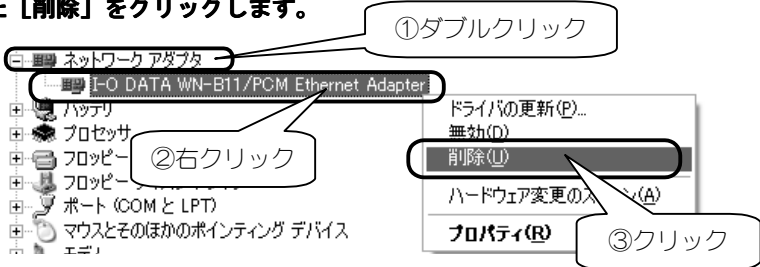 [削除]をクリックします。
①ダブルクリック
ネットワーク アダプタ
I-O DATA WN-B11/PCM Ethernet Adapter
バッテリ
プロセッサ
フロッピー
フロッピー
ポート (COM と LPT)
マウスとそのほかのポインティング デバイス
②右クリック
ドライバの更新(P)...
無効(D)
削除(U)
ハードウェア変更のス (A)
プロパティ(R)
③クリック